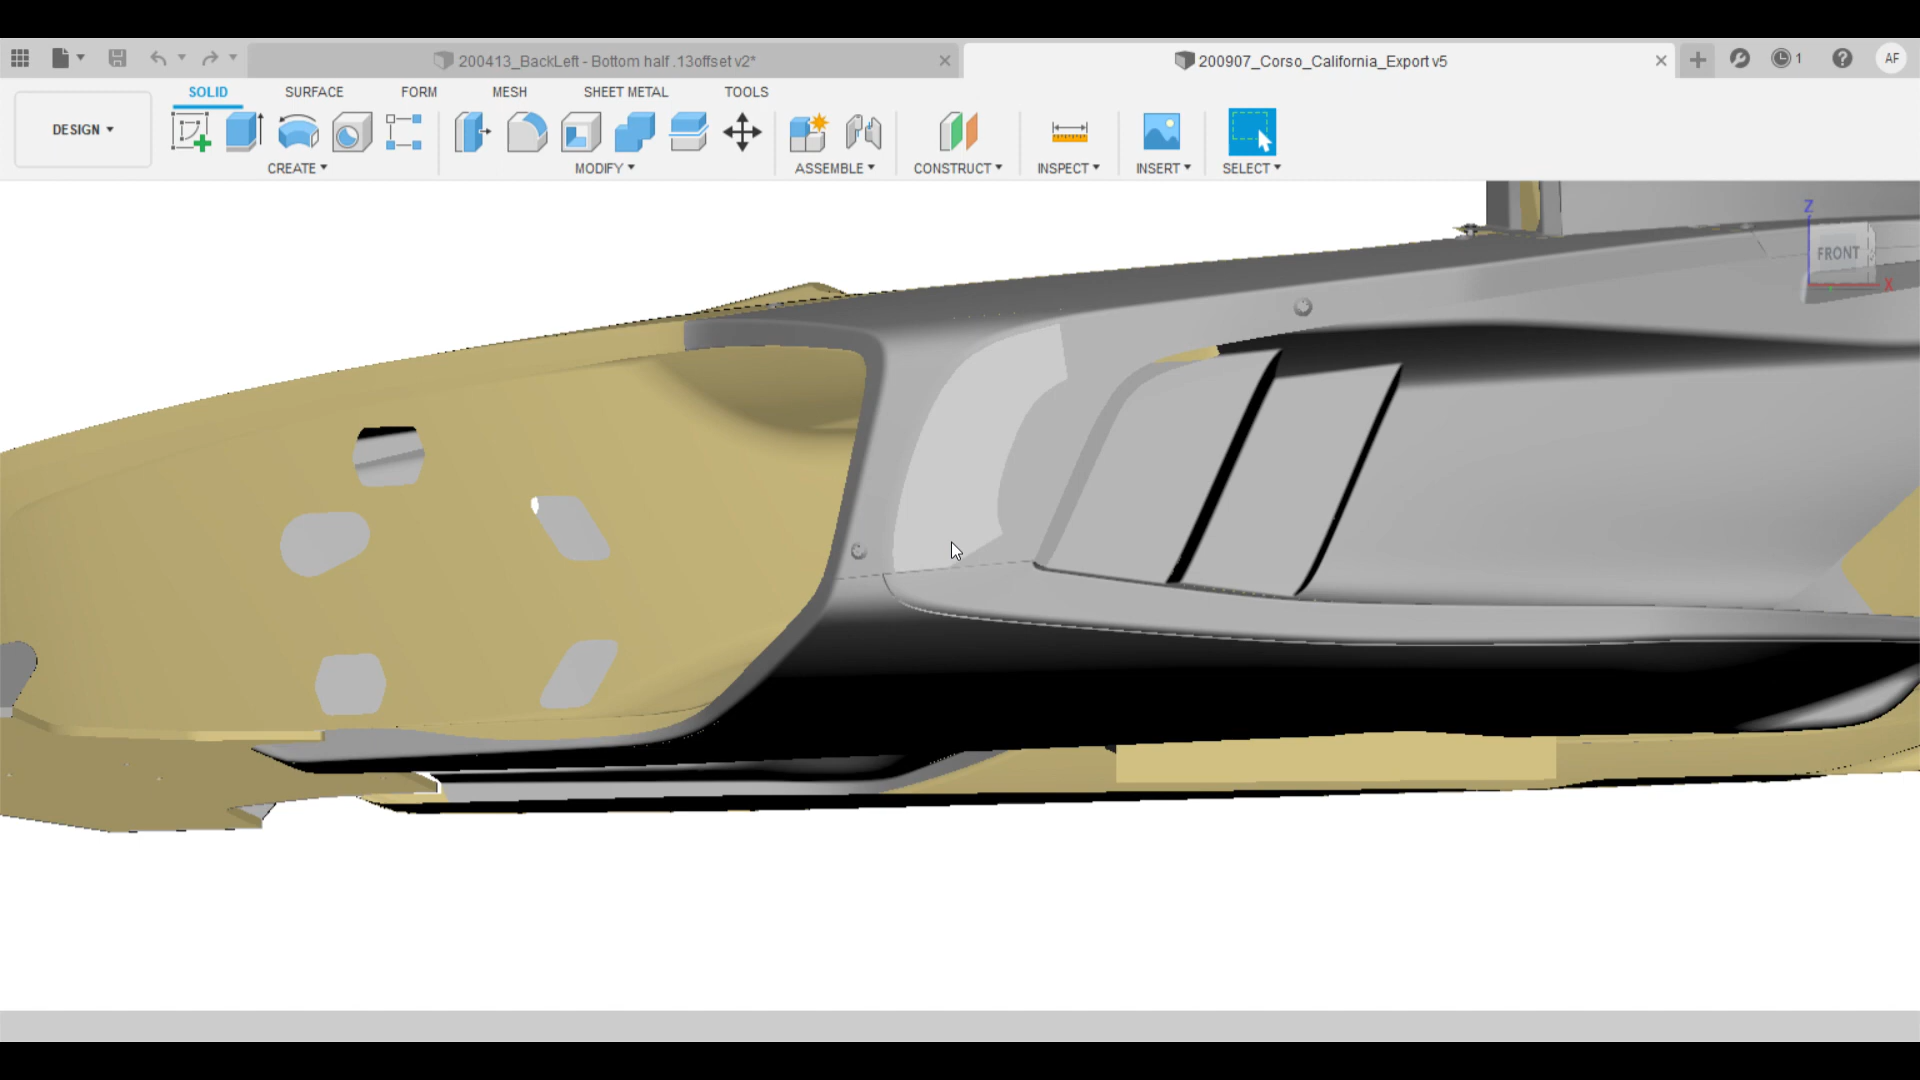 200413_BackLeft - Bottom half .13offset v2*
200907_Corso_California_Export v5
1
AF
SOLID
SURFACE
FORM
MESH
SHEET METAL
TOOLS
DESIGN
CREATE
MODIFY
ASSEMBLE
CONSTRUCT
INSPECT
INSERT
SELECT
Z
FRONT
X